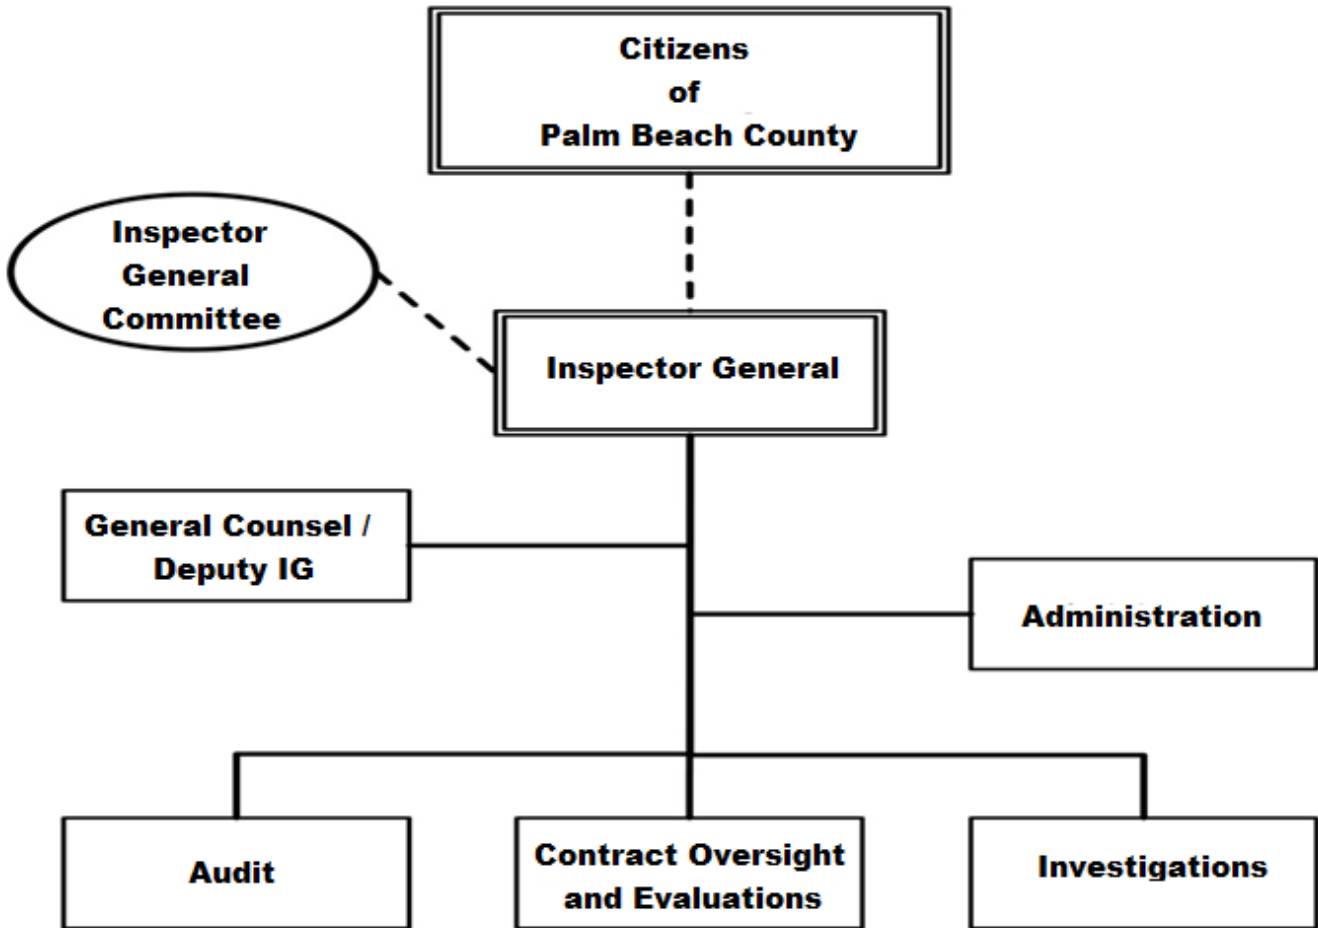 Citizens
of
Palm Beach County
Inspector
General
Committee
Inspector General
General Counsel /
Deputy IG
Administration
Audit
Contract Oversight
and Evaluations
Investigations